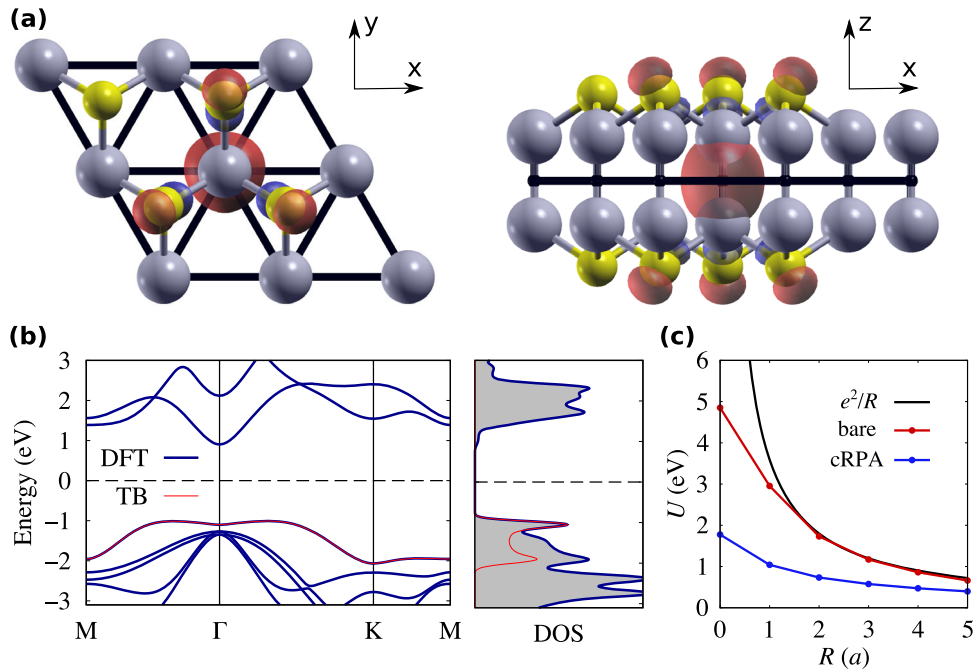 (a)
y
x
z
x
(b)
3
2
1
0
−1
−2
−3
Energy (eV)
DFT
TB
M
Γ
K
M
DOS
(c)
6
5
4
3
2
1
0
U (eV)
e²/R
bare
cRPA
0 1 2 3 4 5
R (a)